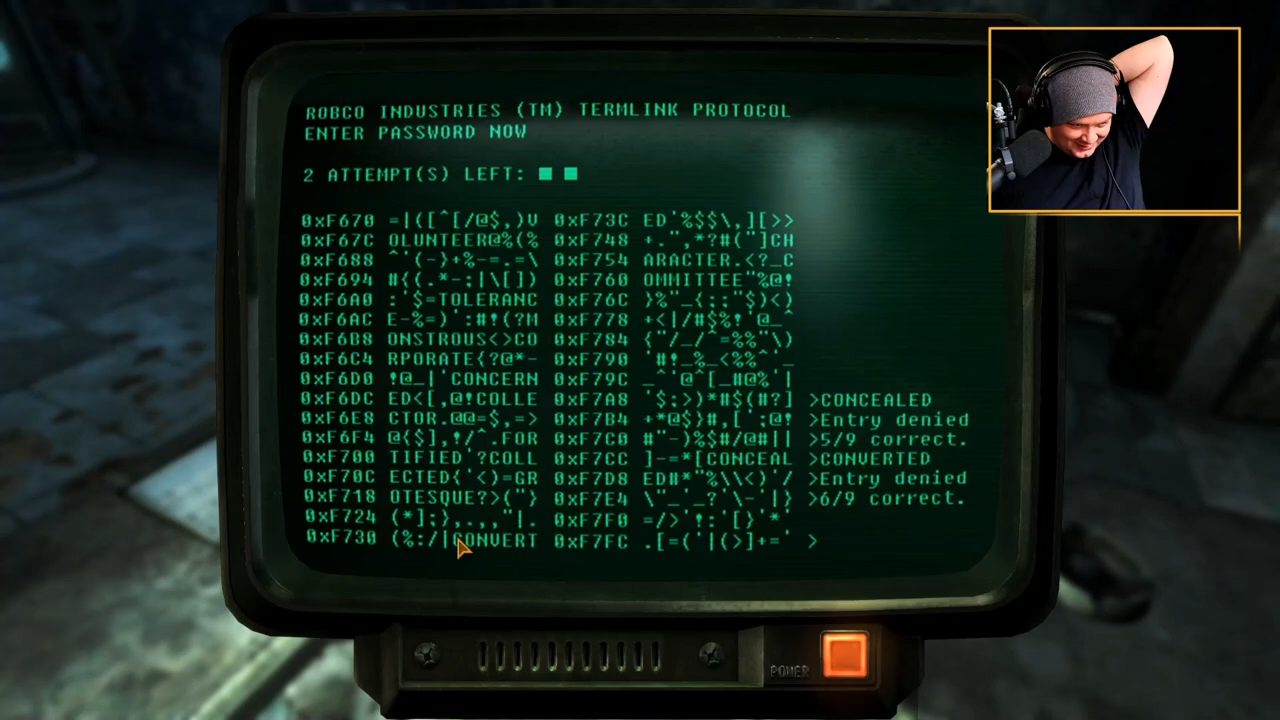 ROBCO INDUSTRIES (TM) TERMLINK PROTOCOL
ENTER PASSWORD NOW
2 ATTEMPT(S) LEFT: ■ ■
0xF670 =|([^[/@$,)V 0xF73C ED'%$$\,][>>
0xF67C OLUNTEER@%(% 0xF748 +.",*?#("]CH
0xF688 ^'(-}+%-=.=\ 0xF754 ARACTER.<?_C
0xF694 #{(.*-;|\[]) 0xF760 OMMITTEE"%@!
0xF6A0 :'$=TOLERANC 0xF76C }%"_{;:"$)<)
0xF6AC E-%=)':#!(?M 0xF778 +<|/#$%!'@_^
0xF6B8 ONSTROUS<>CO 0xF784 {"/_/^=%%"\)
0xF6C4 RPORATE{?@*- 0xF790 '#!_%_<%%^'_
0xF6D0 !@_|'CONCERN 0xF79C _^'@^[_#@%'|
0xF6DC ED<[,@!COLLE 0xF7A8 '$;>)*#$(#?] >CONCEALED
0xF6E8 CTOR.@@=$,=> 0xF7B4 +*@$}#,[';@! >Entry denied
0xF6F4 @{$],!/^.FOR 0xF7C0 #"-)%$#/@#|| >5/9 correct.
0xF700 TIFIED'?COLL 0xF7CC ]-=*[CONCEAL >CONVERTED
0xF70C ECTED{'<)=GR 0xF7D8 ED#*"%\\<)'/ >Entry denied
0xF718 OTESQUE?>("} 0xF7E4 \"_'_?'\-'|} >6/9 correct.
0xF724 (*];},.,,"|. 0xF7F0 =/>'!:'[}'*'
0xF730 (%:/|CONVERT 0xF7FC .[=('|(>]+=' >
POWER